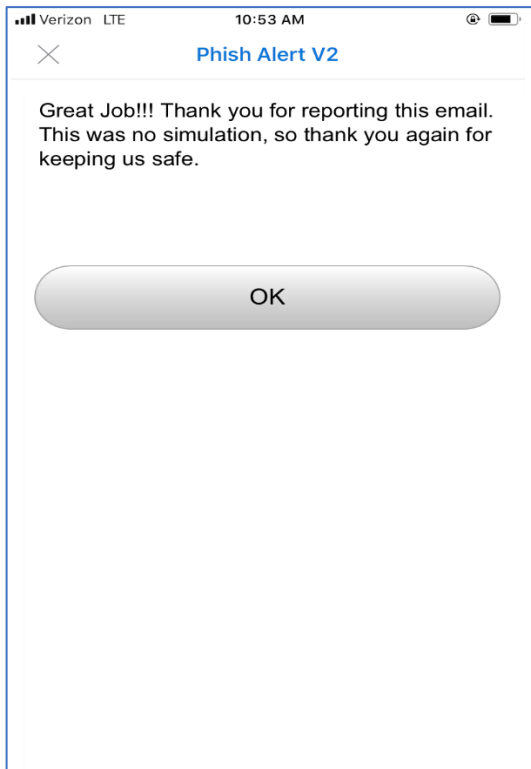 Verizon LTE 10:53 AM
Phish Alert V2
Great Job!!! Thank you for reporting this email.
This was no simulation, so thank you again for
keeping us safe.
OK